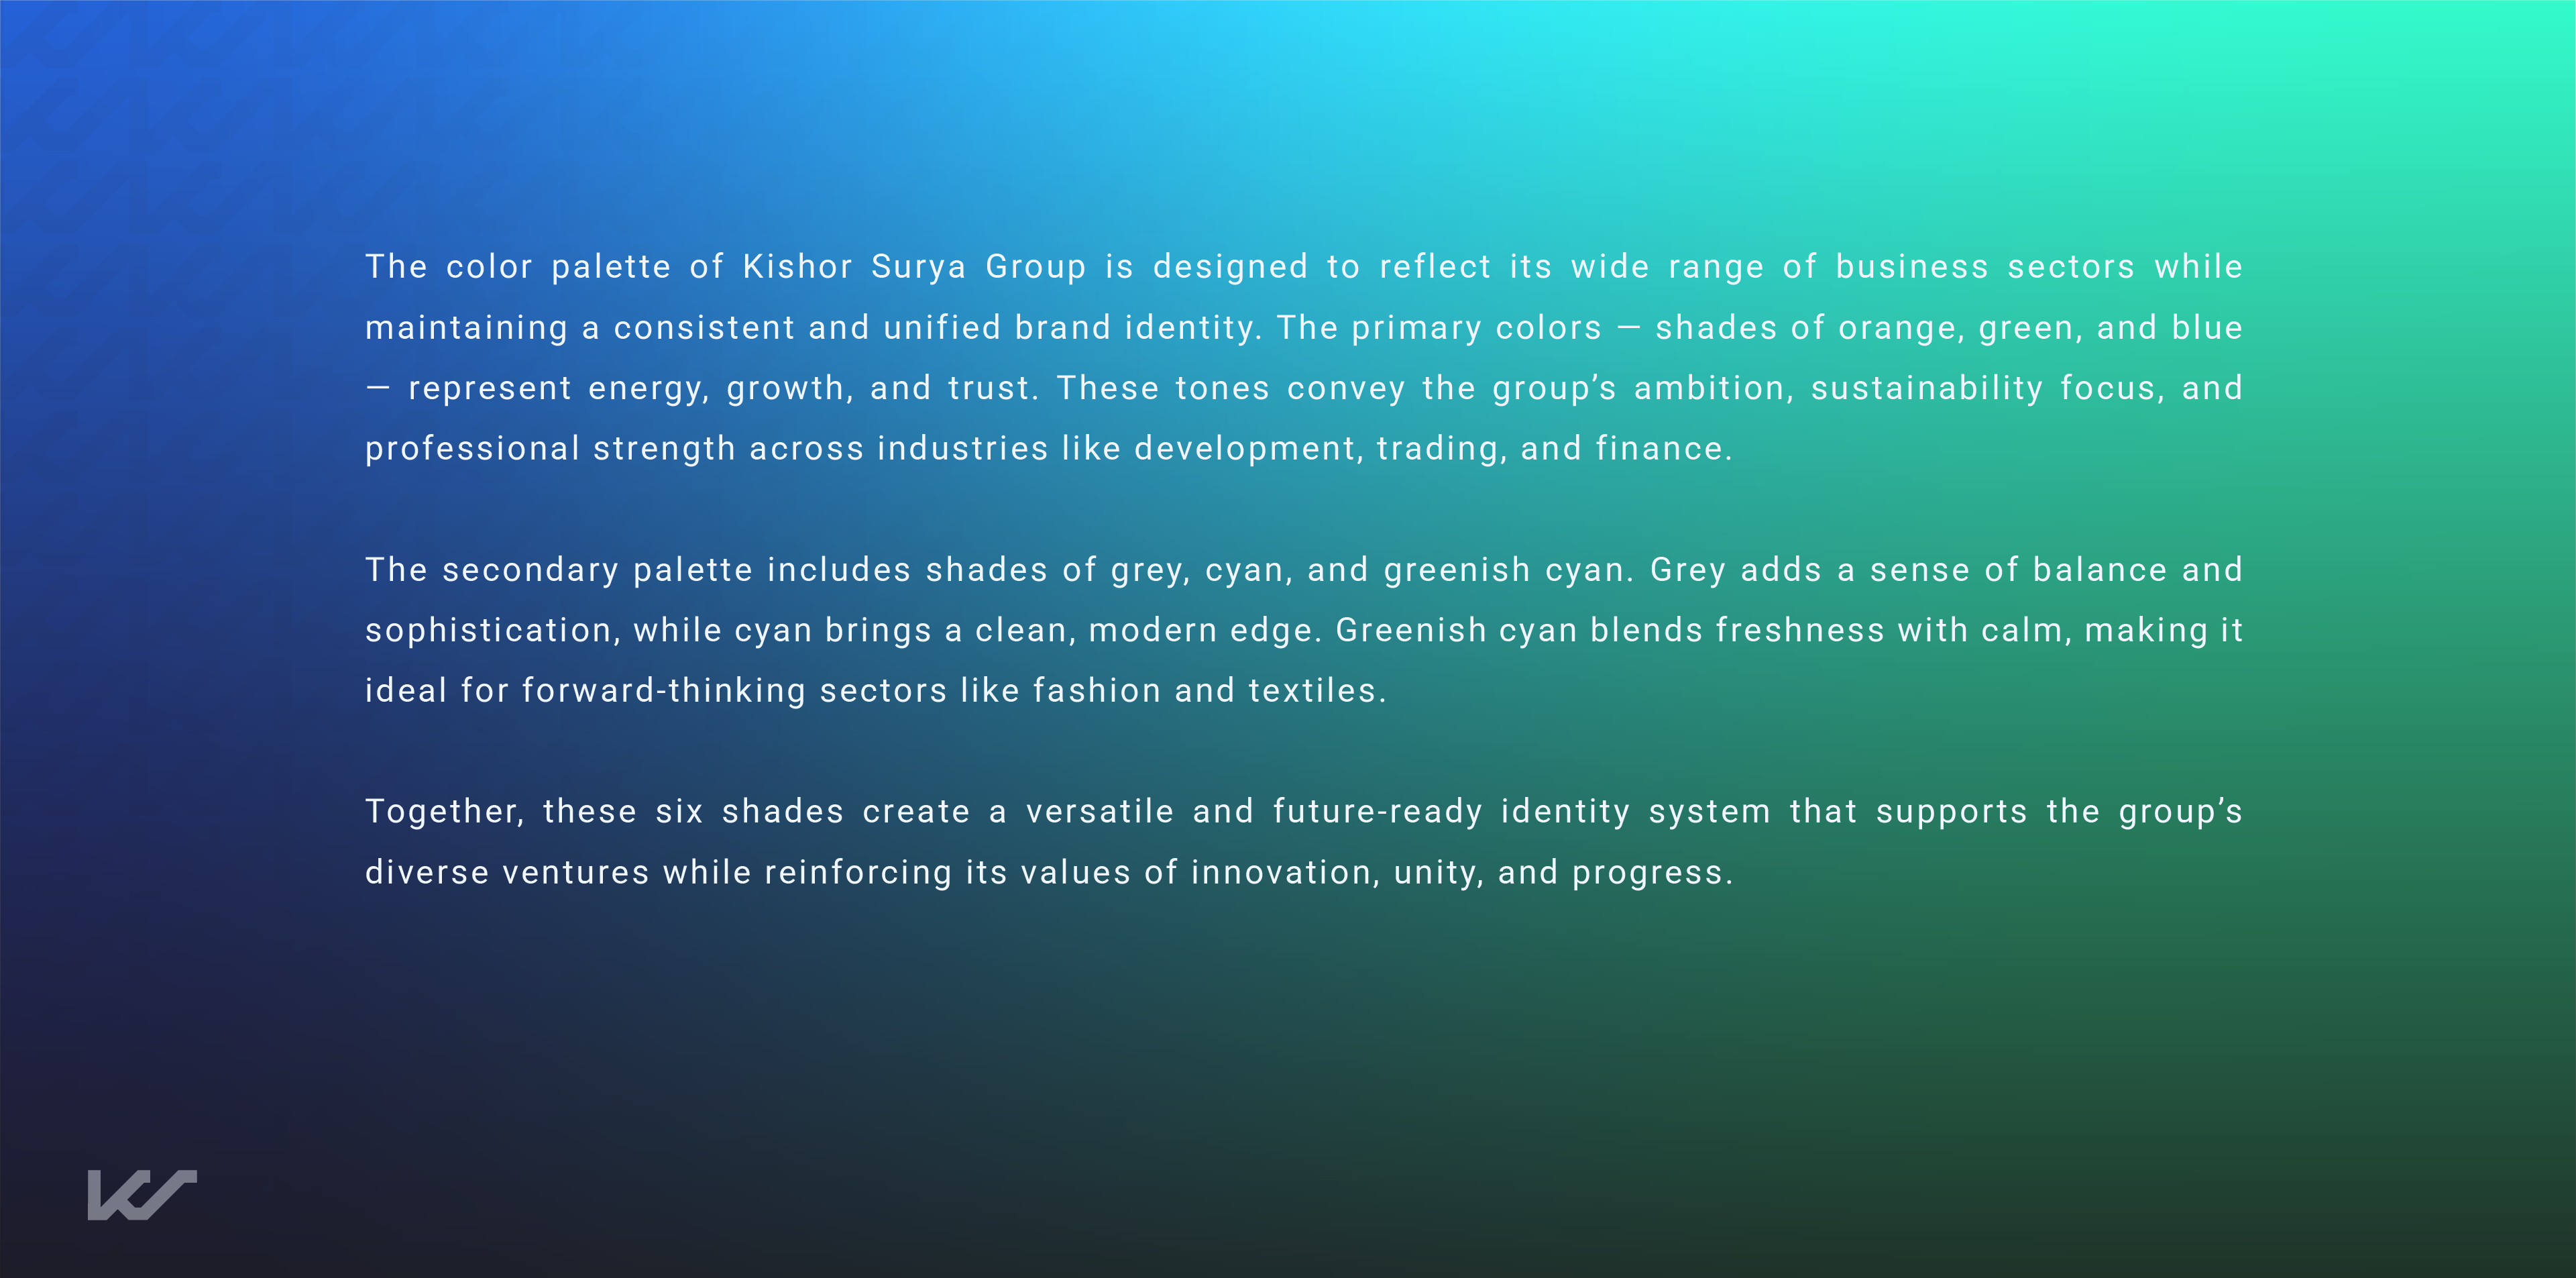 The color palette of Kishor Surya Group is designed to reflect its wide range of business sectors while
maintaining a consistent and unified brand identity. The primary colors — shades of orange, green, and blue
— represent energy, growth, and trust. These tones convey the group’s ambition, sustainability focus, and
professional strength across industries like development, trading, and finance.
The secondary palette includes shades of grey, cyan, and greenish cyan. Grey adds a sense of balance and
sophistication, while cyan brings a clean, modern edge. Greenish cyan blends freshness with calm, making it
ideal for forward-thinking sectors like fashion and textiles.
Together, these six shades create a versatile and future-ready identity system that supports the group’s
diverse ventures while reinforcing its values of innovation, unity, and progress.